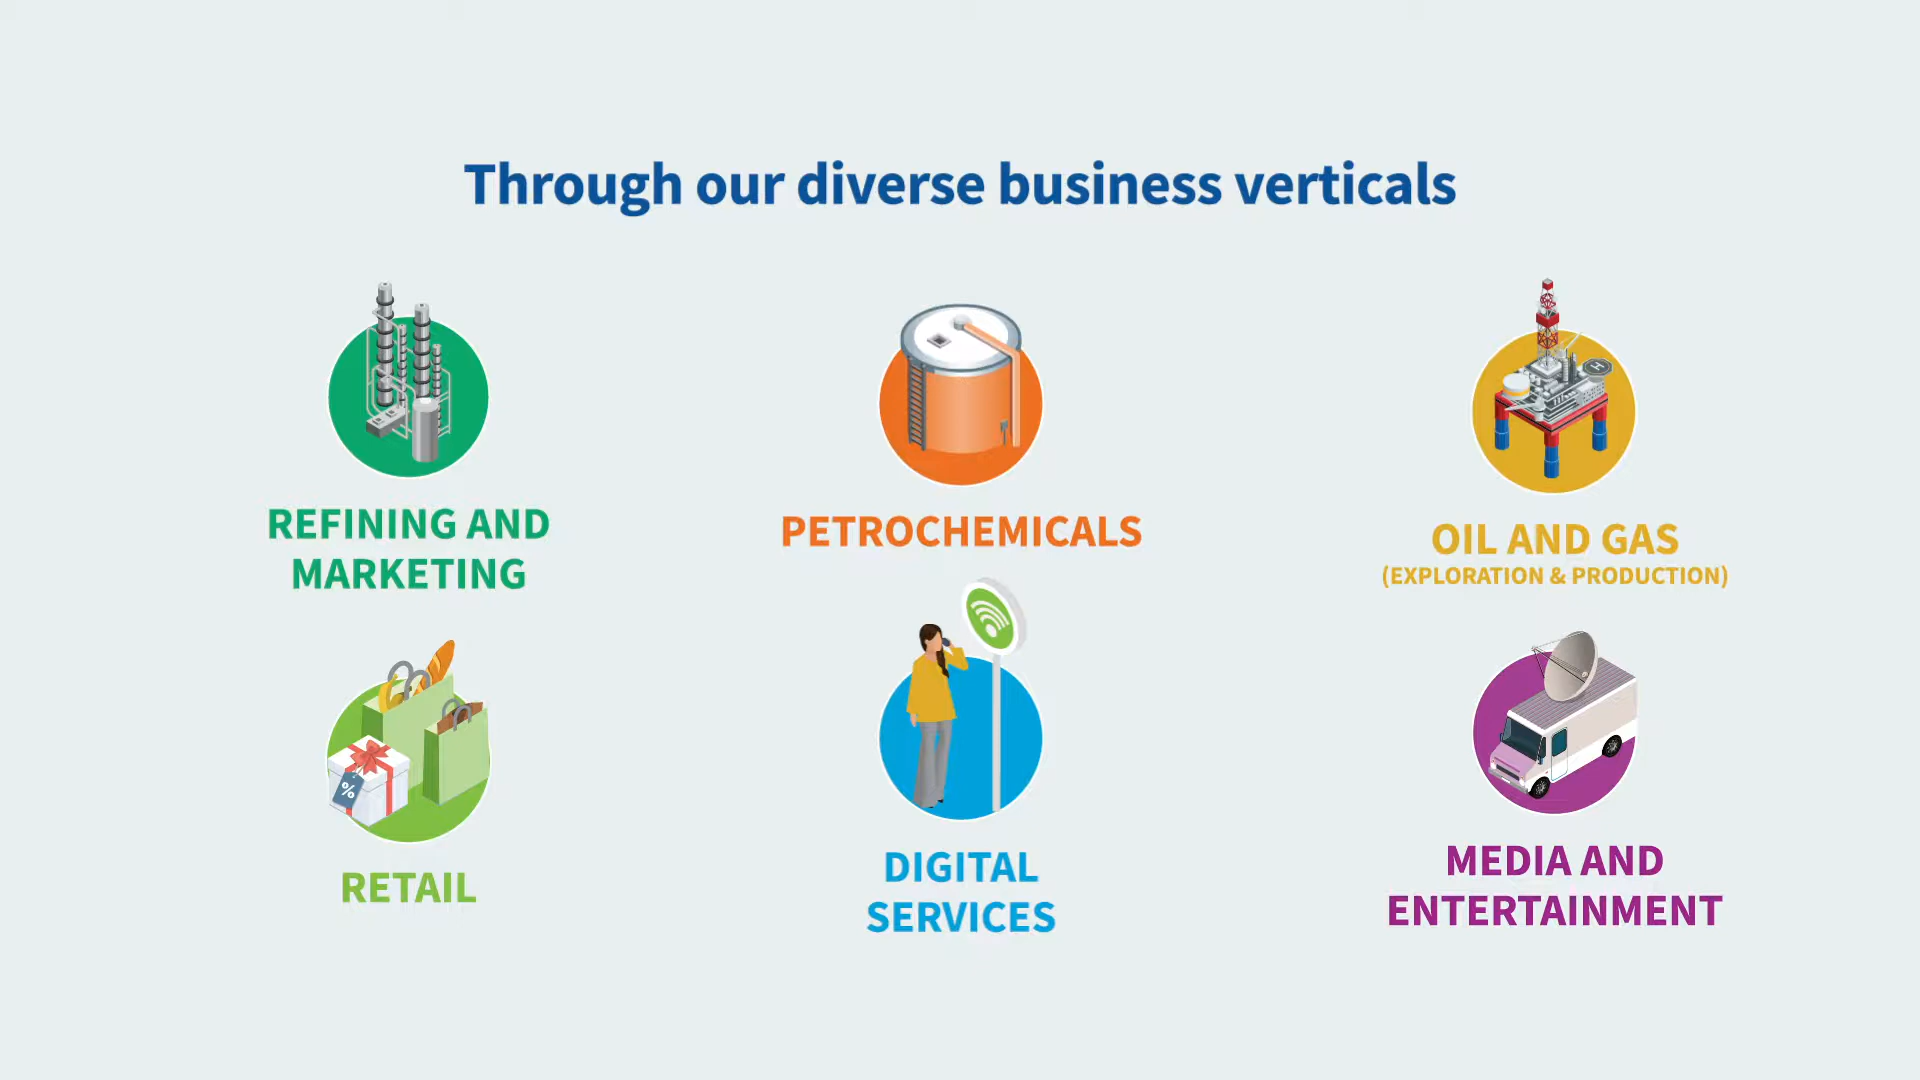 Through our diverse business verticals
REFINING AND
MARKETING
PETROCHEMICALS
OIL AND GAS
(EXPLORATION & PRODUCTION)
H
%
RETAIL
DIGITAL
SERVICES
MEDIA AND
ENTERTAINMENT